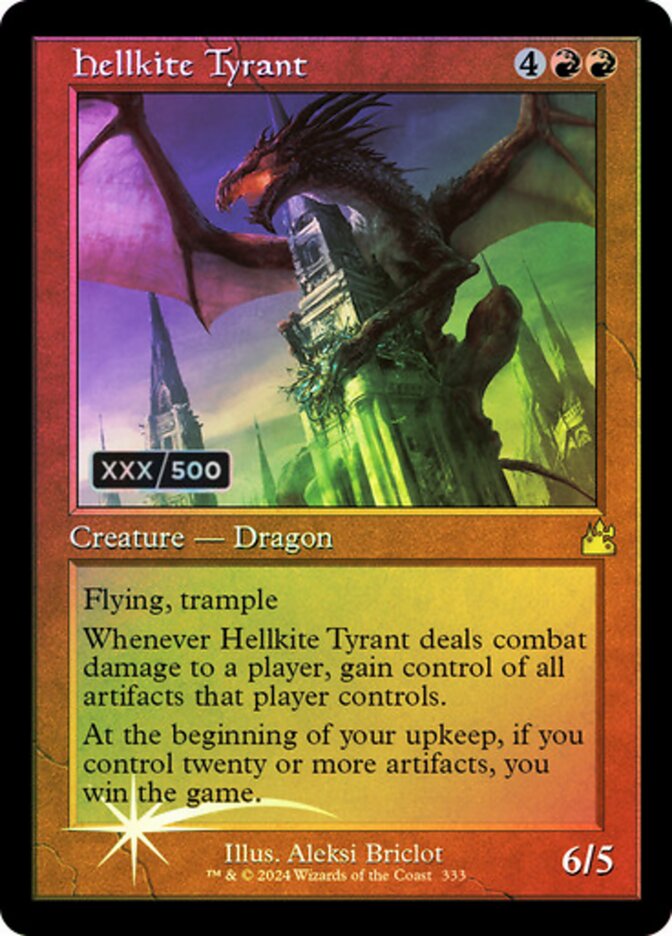 Hellkite Tyrant 4
XXX/500
Creature — Dragon
Flying, trample
Whenever Hellkite Tyrant deals combat
damage to a player, gain control of all
artifacts that player controls.
At the beginning of your upkeep, if you
control twenty or more artifacts, you
win the game.
Illus. Aleksi Briclot
™ & © 2024 Wizards of the Coast 333
6/5